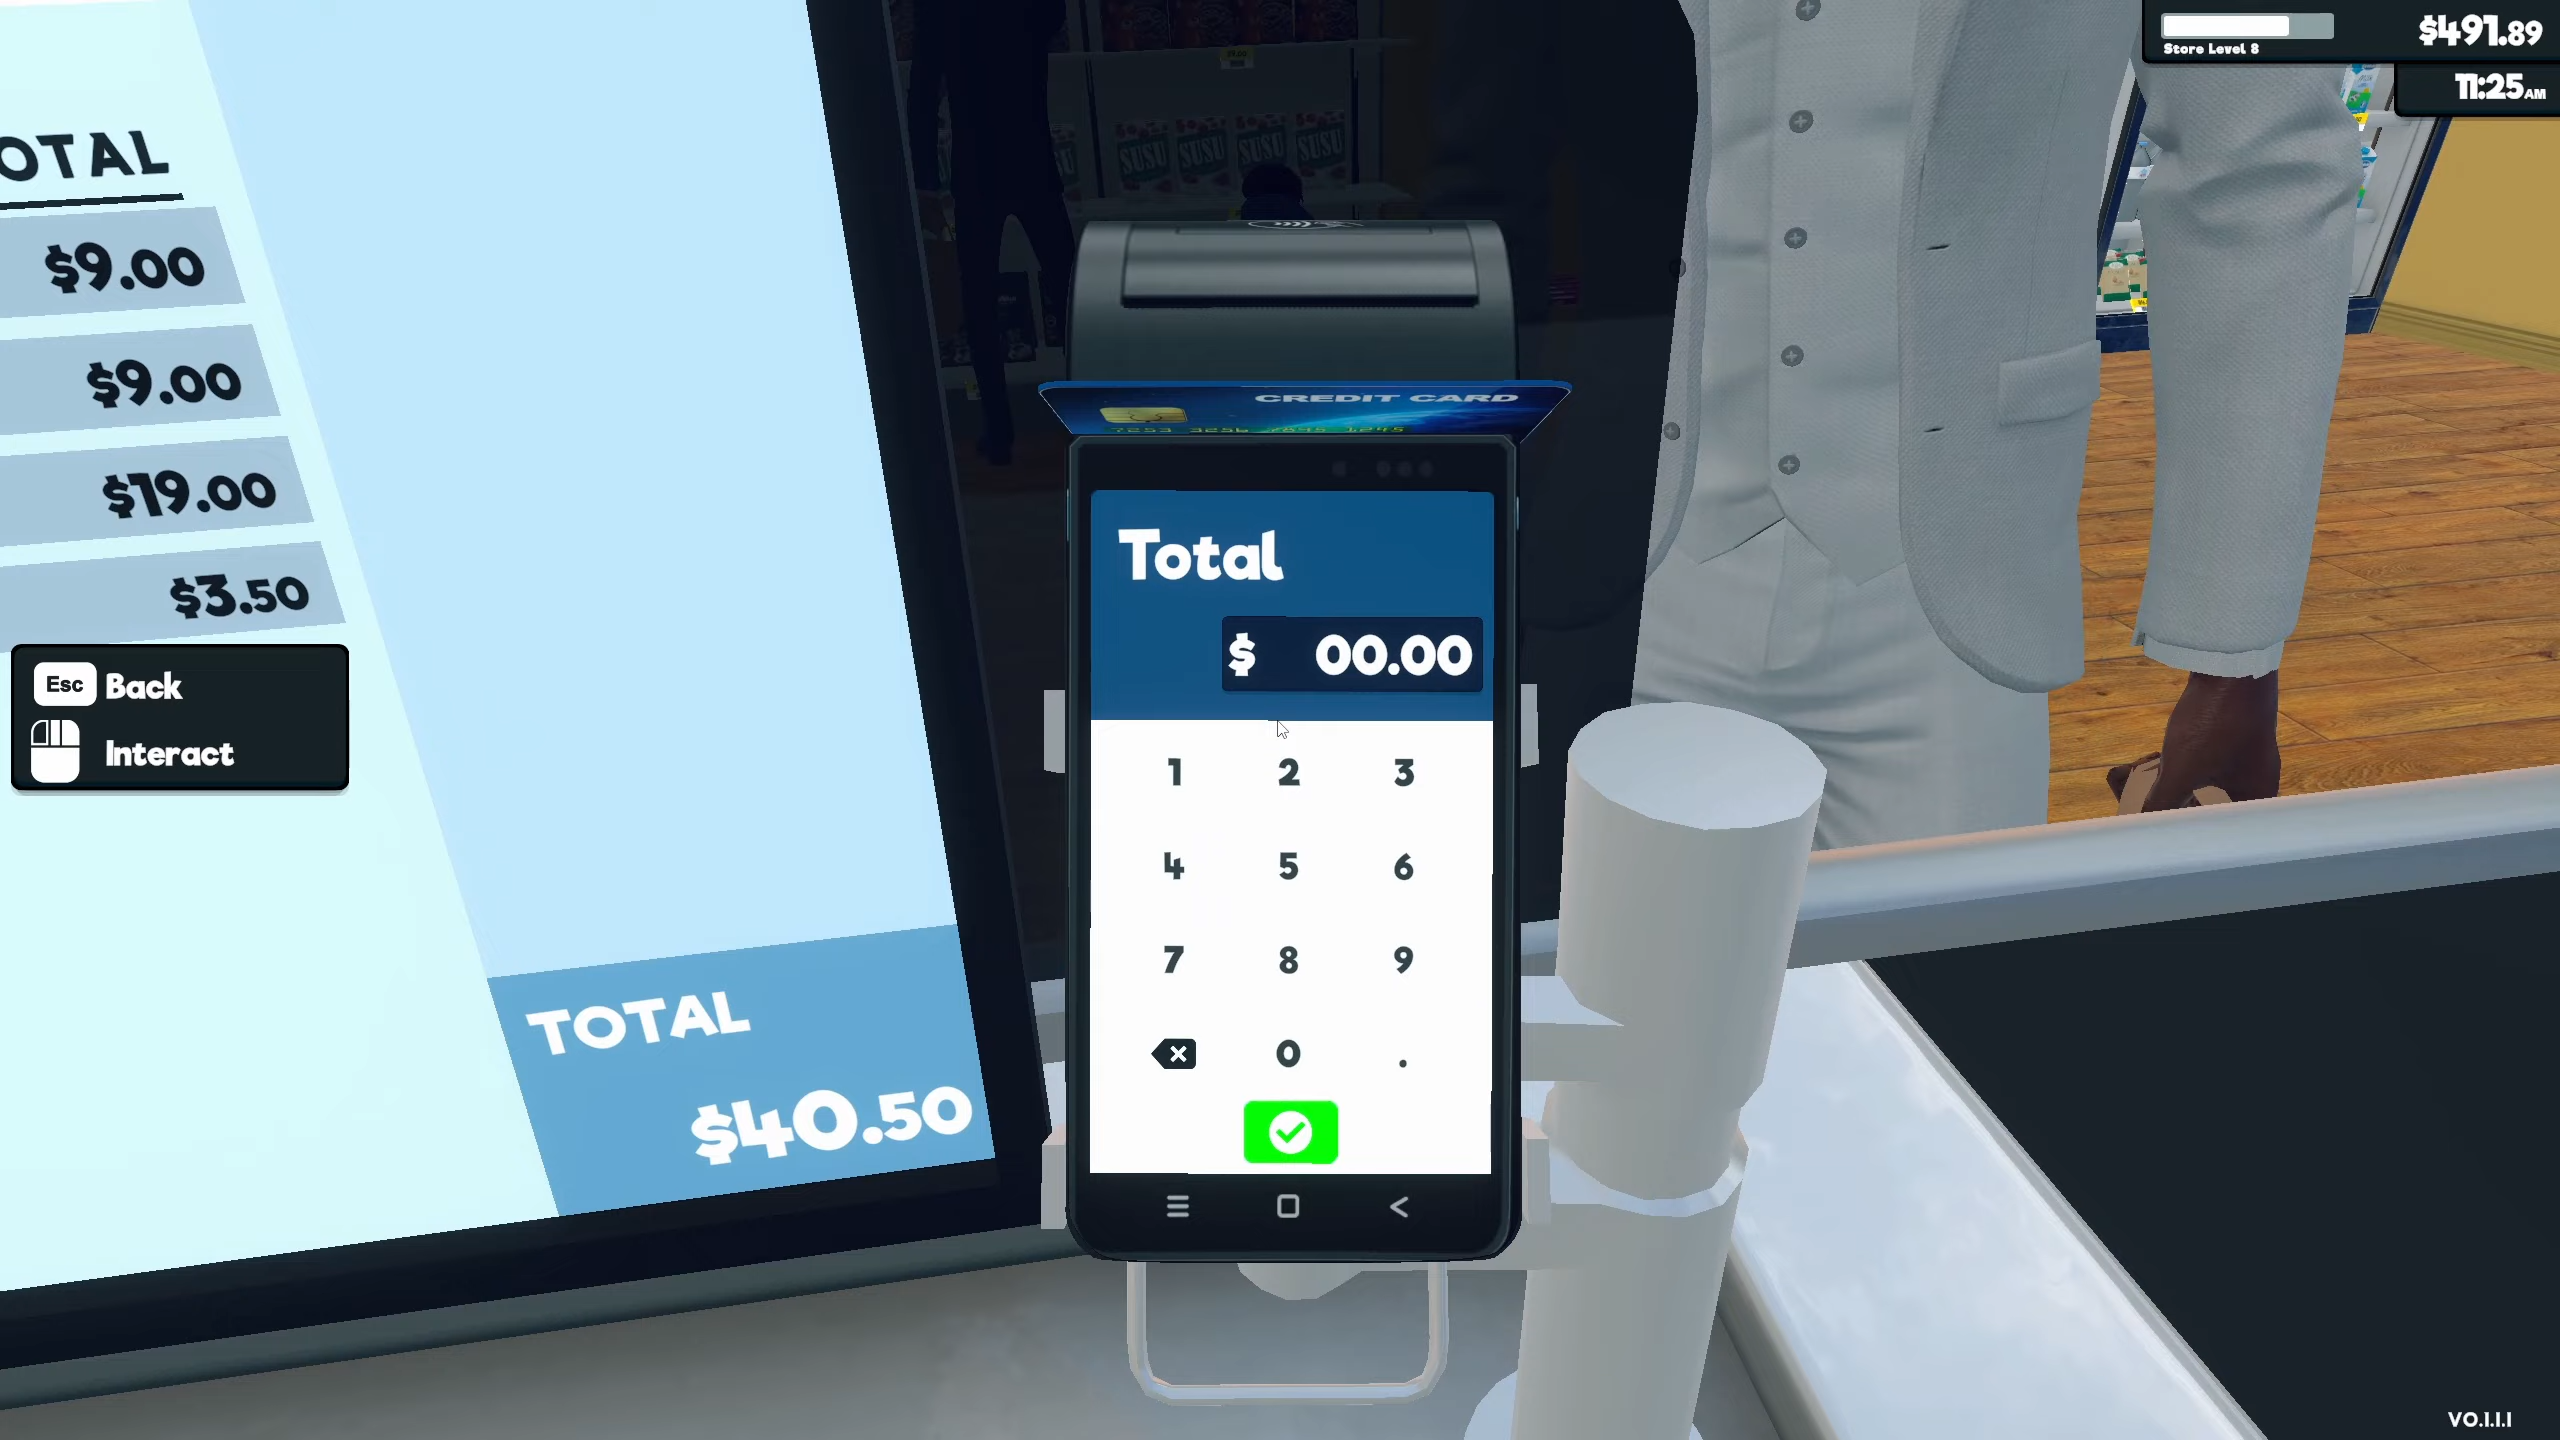 Store Level 8
$491.89
11:25AM
OTAL
$9.00
$9.00
$19.00
$3.50
Esc Back
Interact
TOTAL
$40.50
SUSU SUSU SUSU SUSU
CREDIT CARD
Total
$ 00.00
1 2 3
4 5 6
7 8 9
0 .
V0.1.1.1